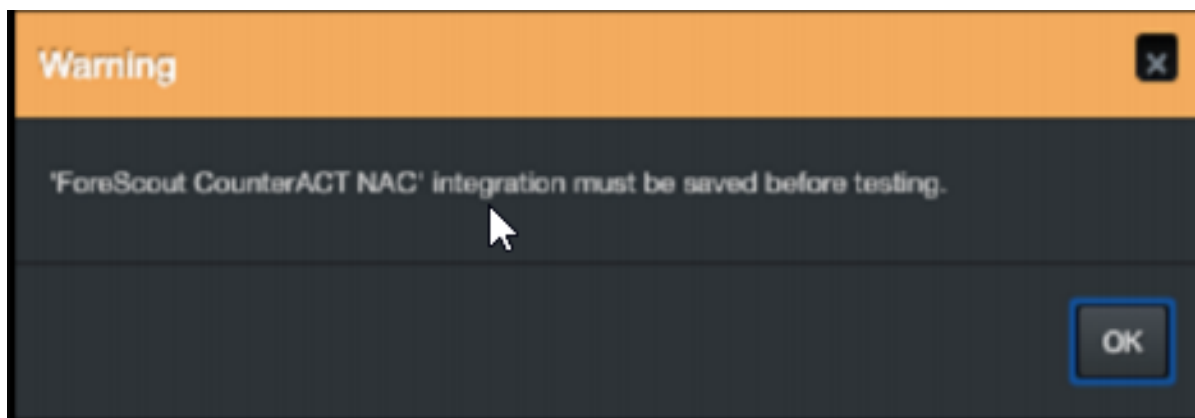 Warning
x
'ForeScout CounterACT NAC' integration must be saved before testing.
OK